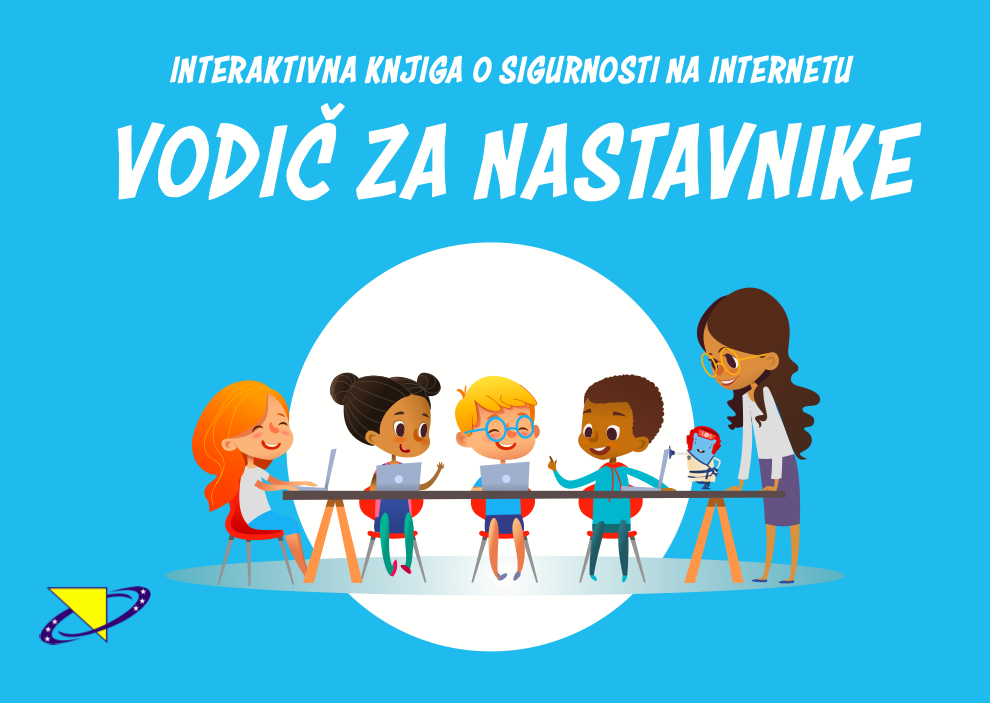 INTERAKTIVNA KNJIGA O SIGURNOSTI NA INTERNETU
VODIČ ZA NASTAVNIKE